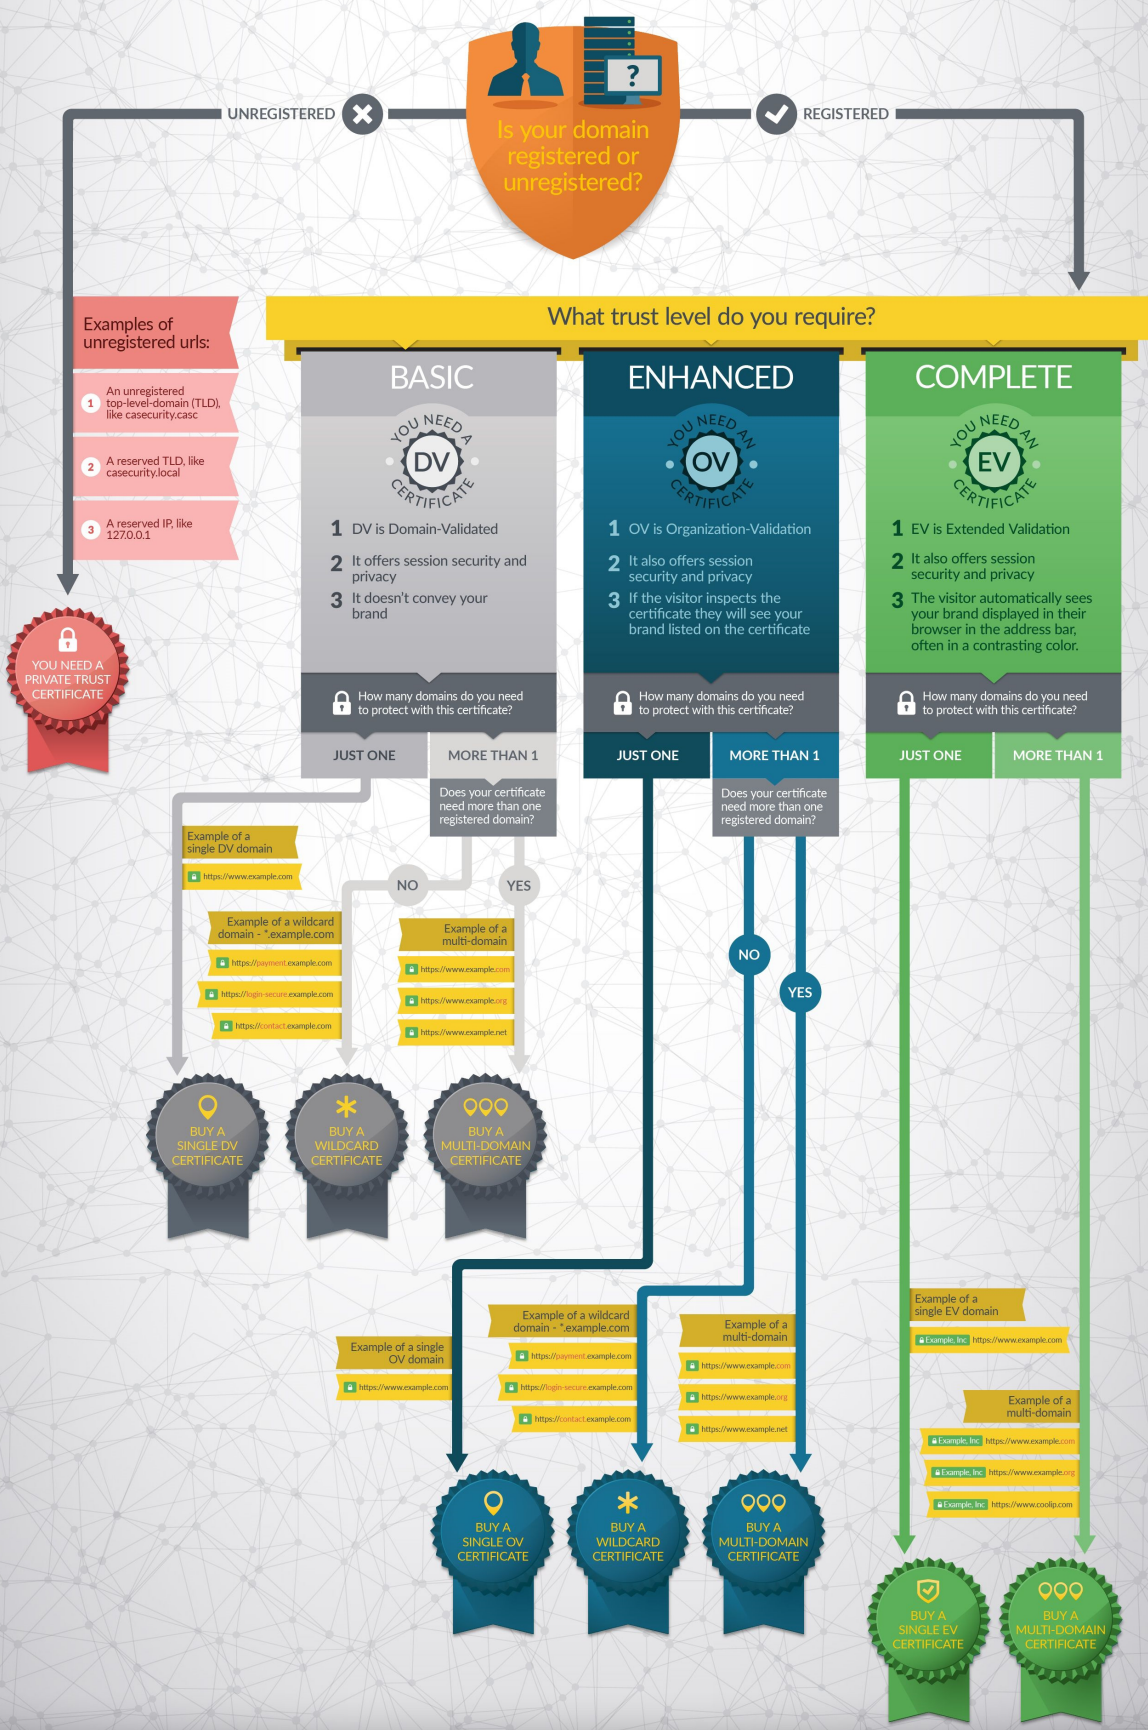 Is your domain
registered or
unregistered?
?
UNREGISTERED
REGISTERED
Examples of
unregistered urls:
1 An unregistered
top-level-domain (TLD),
like casecurity.casc
2 A reserved TLD, like
casecurity.local
3 A reserved IP, like
127.0.0.1
YOU NEED A
PRIVATE TRUST
CERTIFICATE
What trust level do you require?
BASIC
YOU NEED A
DV
CERTIFICATE
1 DV is Domain-Validated
2 It offers session security and
privacy
3 It doesn't convey your
brand
How many domains do you need
to protect with this certificate?
JUST ONE
MORE THAN 1
Does your certificate
need more than one
registered domain?
NO
YES
Example of a
single DV domain
https://www.example.com
Example of a wildcard
domain - *.example.com
https://payment.example.com
https://login-secure.example.com
https://contact.example.com
Example of a
multi-domain
https://www.example.com
https://www.example.org
https://www.example.net
BUY A
SINGLE DV
CERTIFICATE
BUY A
WILDCARD
CERTIFICATE
BUY A
MULTI-DOMAIN
CERTIFICATE
ENHANCED
YOU NEED AN
OV
CERTIFICATE
1 OV is Organization-Validation
2 It also offers session
security and privacy
3 If the visitor inspects the
certificate they will see your
brand listed on the certificate
How many domains do you need
to protect with this certificate?
JUST ONE
MORE THAN 1
Does your certificate
need more than one
registered domain?
NO
YES
Example of a single
OV domain
https://www.example.com
Example of a wildcard
domain - *.example.com
https://payment.example.com
https://login-secure.example.com
https://contact.example.com
Example of a
multi-domain
https://www.example.com
https://www.example.org
https://www.example.net
BUY A
SINGLE OV
CERTIFICATE
BUY A
WILDCARD
CERTIFICATE
BUY A
MULTI-DOMAIN
CERTIFICATE
COMPLETE
YOU NEED AN
EV
CERTIFICATE
1 EV is Extended Validation
2 It also offers session
security and privacy
3 The visitor automatically sees
your brand displayed in their
browser in the address bar,
often in a contrasting color.
How many domains do you need
to protect with this certificate?
JUST ONE
MORE THAN 1
Example of a
single EV domain
Example, Inc https://www.example.com
Example of a
multi-domain
Example, Inc https://www.example.com
Example, Inc https://www.example.org
Example, Inc https://www.coolip.com
BUY A
SINGLE EV
CERTIFICATE
BUY A
MULTI-DOMAIN
CERTIFICATE